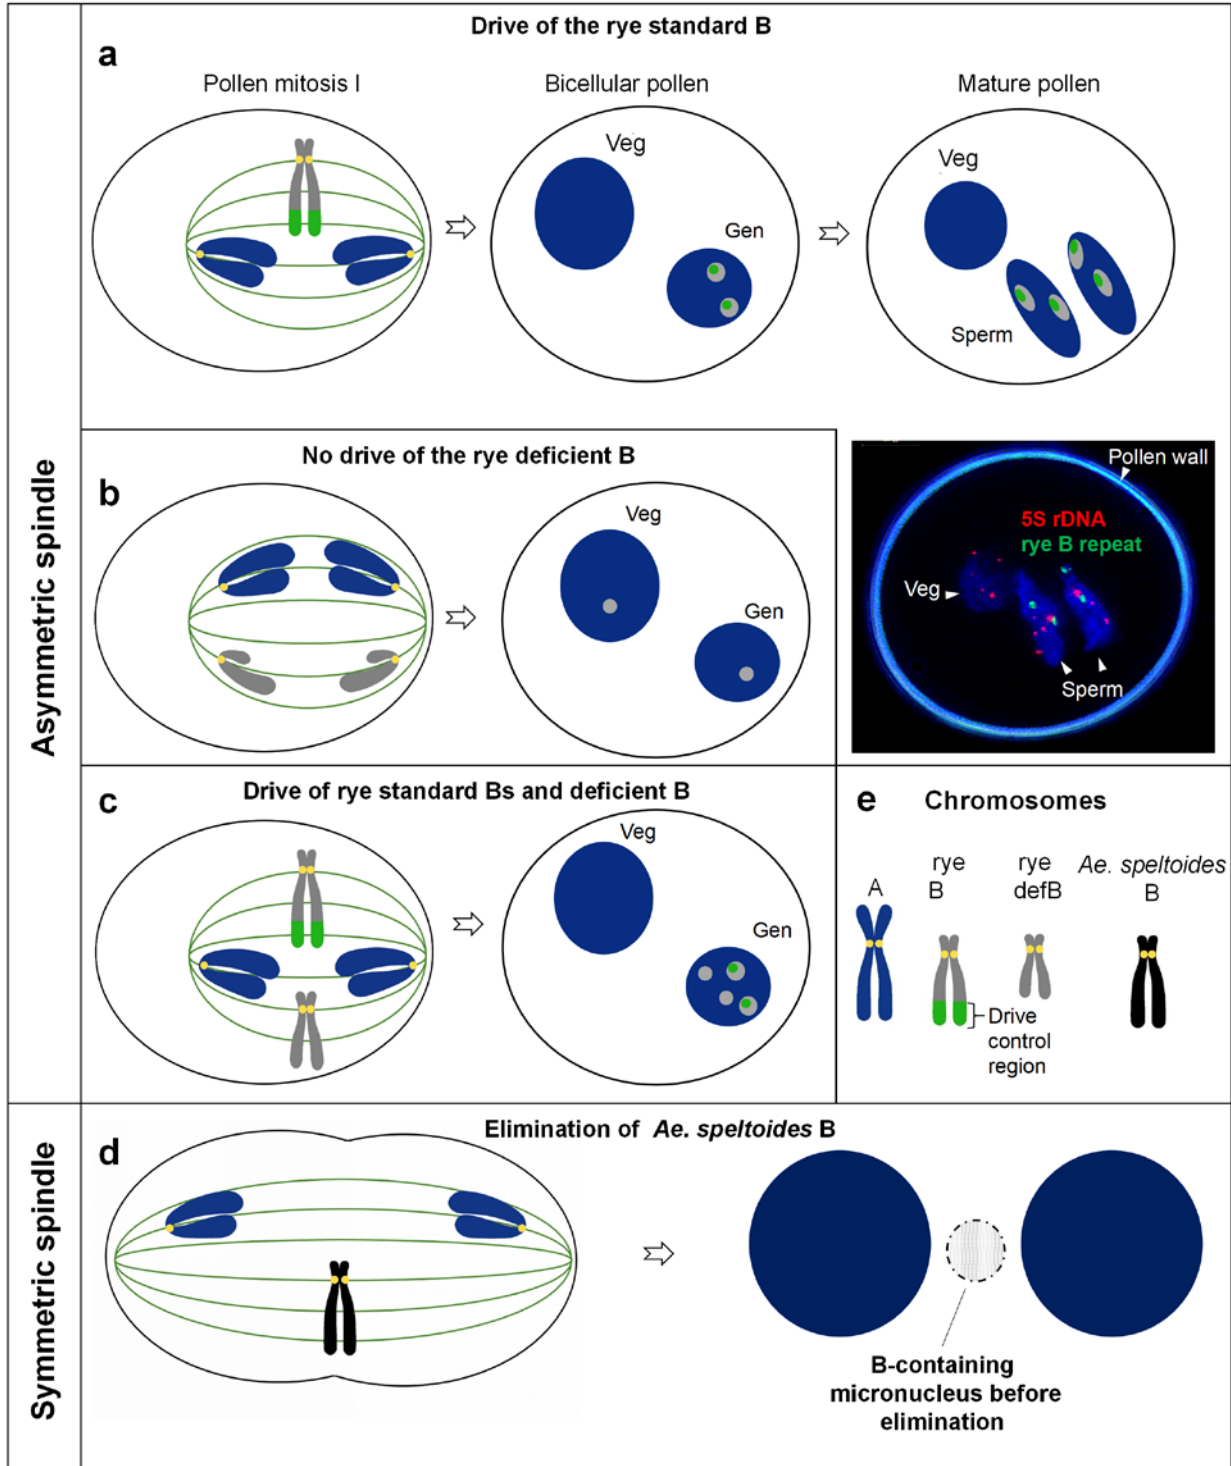 Asymmetric spindle
Drive of the rye standard B
a
Pollen mitosis I
Bicellular pollen
Mature pollen
Veg
Gen
Veg
Sperm
No drive of the rye deficient B
b
Veg
Gen
Pollen wall
5S rDNA
rye B repeat
Veg
Sperm
Drive of rye standard Bs and deficient B
c
Veg
Gen
e Chromosomes
A
rye
B
rye
defB
Ae. speltoides
B
Drive
control
region
Symmetric spindle
Elimination of Ae. speltoides B
d
B-containing
micronucleus before
elimination